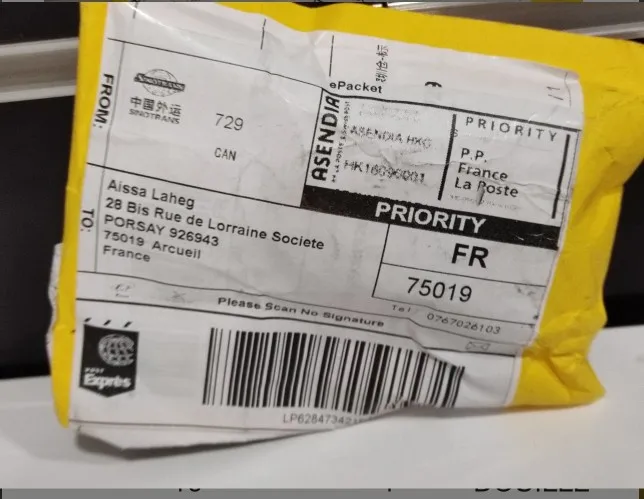 ePacket
FROM:
SINOTRANS
中国外运
SINOTRANS
729
CAN
ASENDIA
ASENDIA HKG
PRIORITY
P.P.
France
La Poste
PRIORITY
TO:
Aissa Laheg
28 Bis Rue de Lorraine Societe
PORSAY 926943
75019 Arcueil
France
FR
75019
Tel: 0767026103
Please Scan No Signature
POST
Exprès